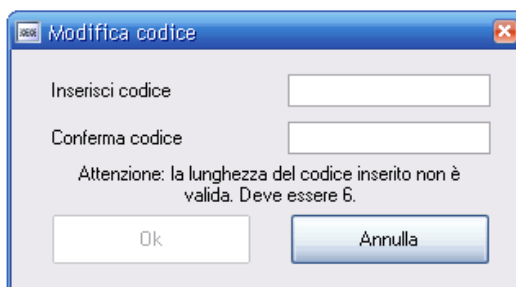 Modifica codice
Inserisci codice
Conferma codice
Attenzione: la lunghezza del codice inserito non è
valida. Deve essere 6.
Ok
Annulla